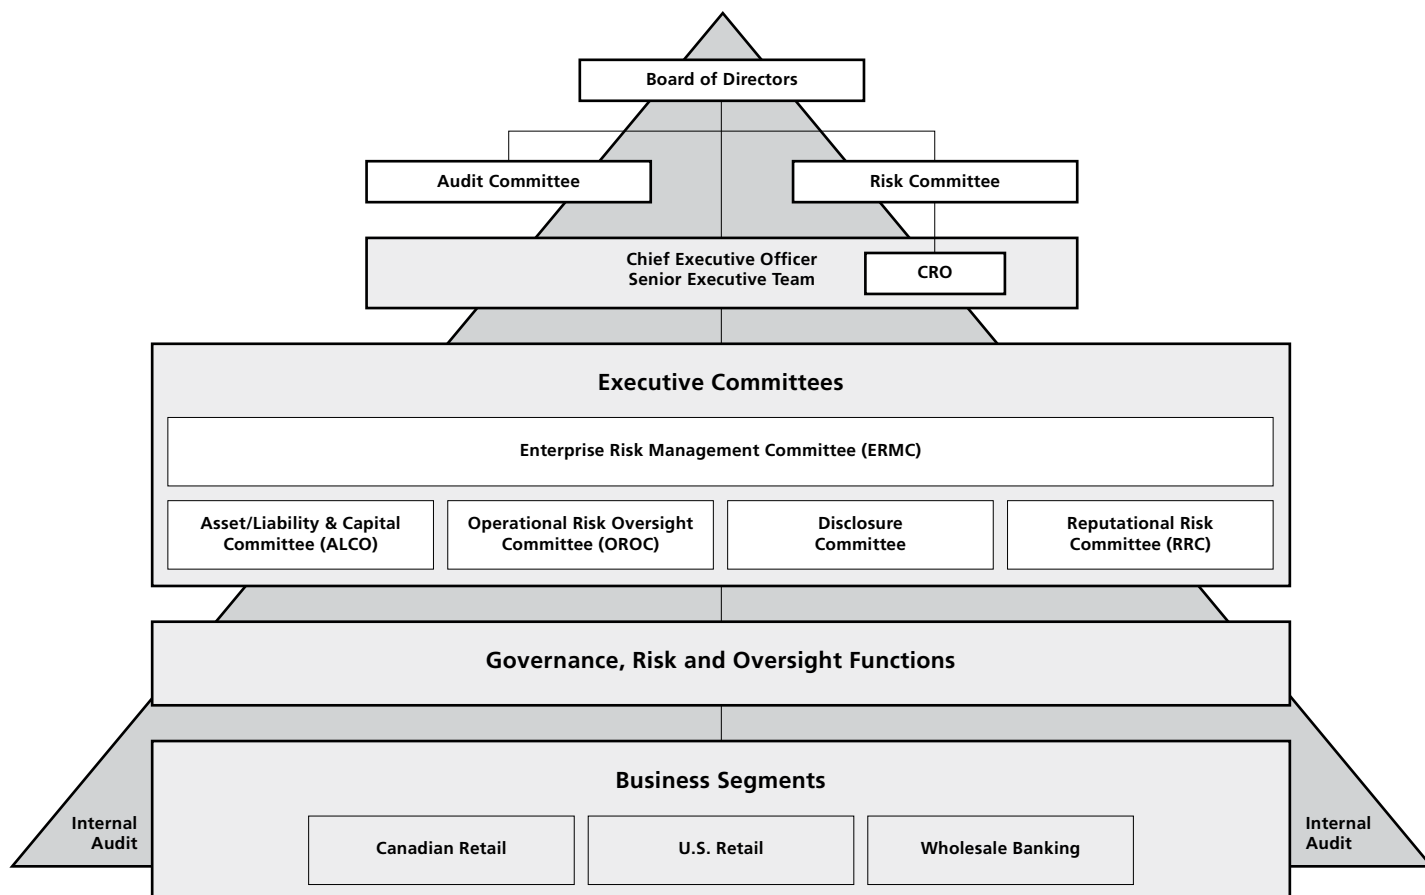 Board of Directors
Audit Committee
Risk Committee
Chief Executive Officer
Senior Executive Team
CRO
Executive Committees
Enterprise Risk Management Committee (ERMC)
Asset/Liability & Capital
Committee (ALCO)
Operational Risk Oversight
Committee (OROC)
Disclosure
Committee
Reputational Risk
Committee (RRC)
Governance, Risk and Oversight Functions
Business Segments
Internal
Audit
Canadian Retail
U.S. Retail
Wholesale Banking
Internal
Audit